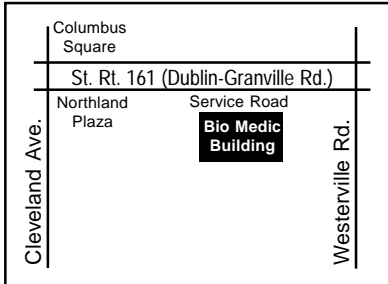 Columbus
Square
St. Rt. 161 (Dublin-Granville Rd.)
Northland
Plaza
Service Road
Bio Medic
Building
Cleveland Ave.
Westerville Rd.